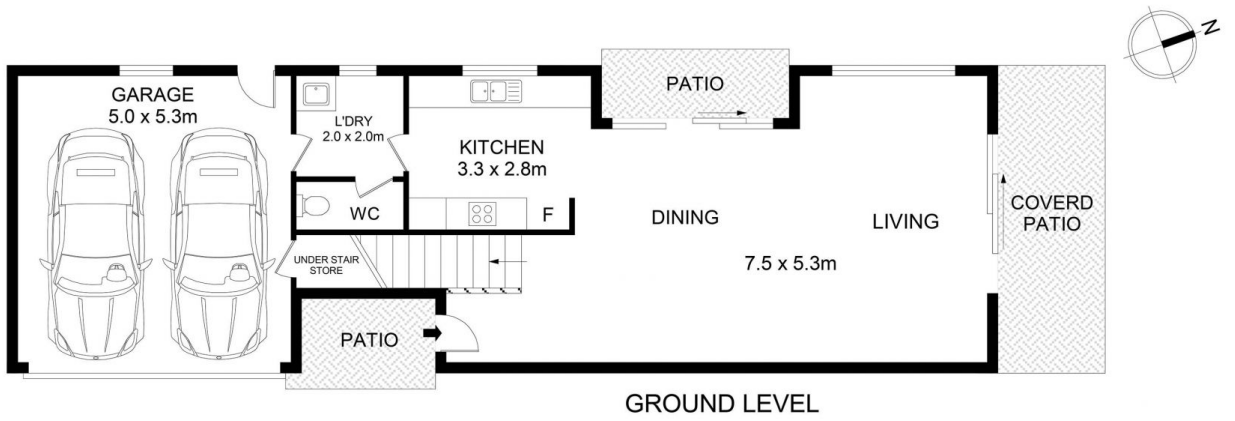 N
GARAGE
5.0 x 5.3m
L'DRY
2.0 x 2.0m
KITCHEN
3.3 x 2.8m
PATIO
WC
F
DINING
LIVING
COVERD
PATIO
UNDER STAIR
STORE
7.5 x 5.3m
PATIO
GROUND LEVEL